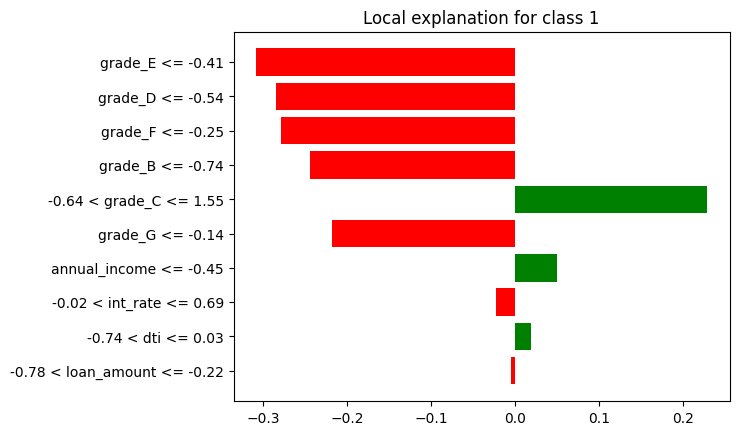 Local explanation for class 1
grade_E <= -0.41
grade_D <= -0.54
grade_F <= -0.25
grade_B <= -0.74
-0.64 < grade_C <= 1.55
grade_G <= -0.14
annual_income <= -0.45
-0.02 < int_rate <= 0.69
-0.74 < dti <= 0.03
-0.78 < loan_amount <= -0.22
−0.3 −0.2 −0.1 0.0 0.1 0.2